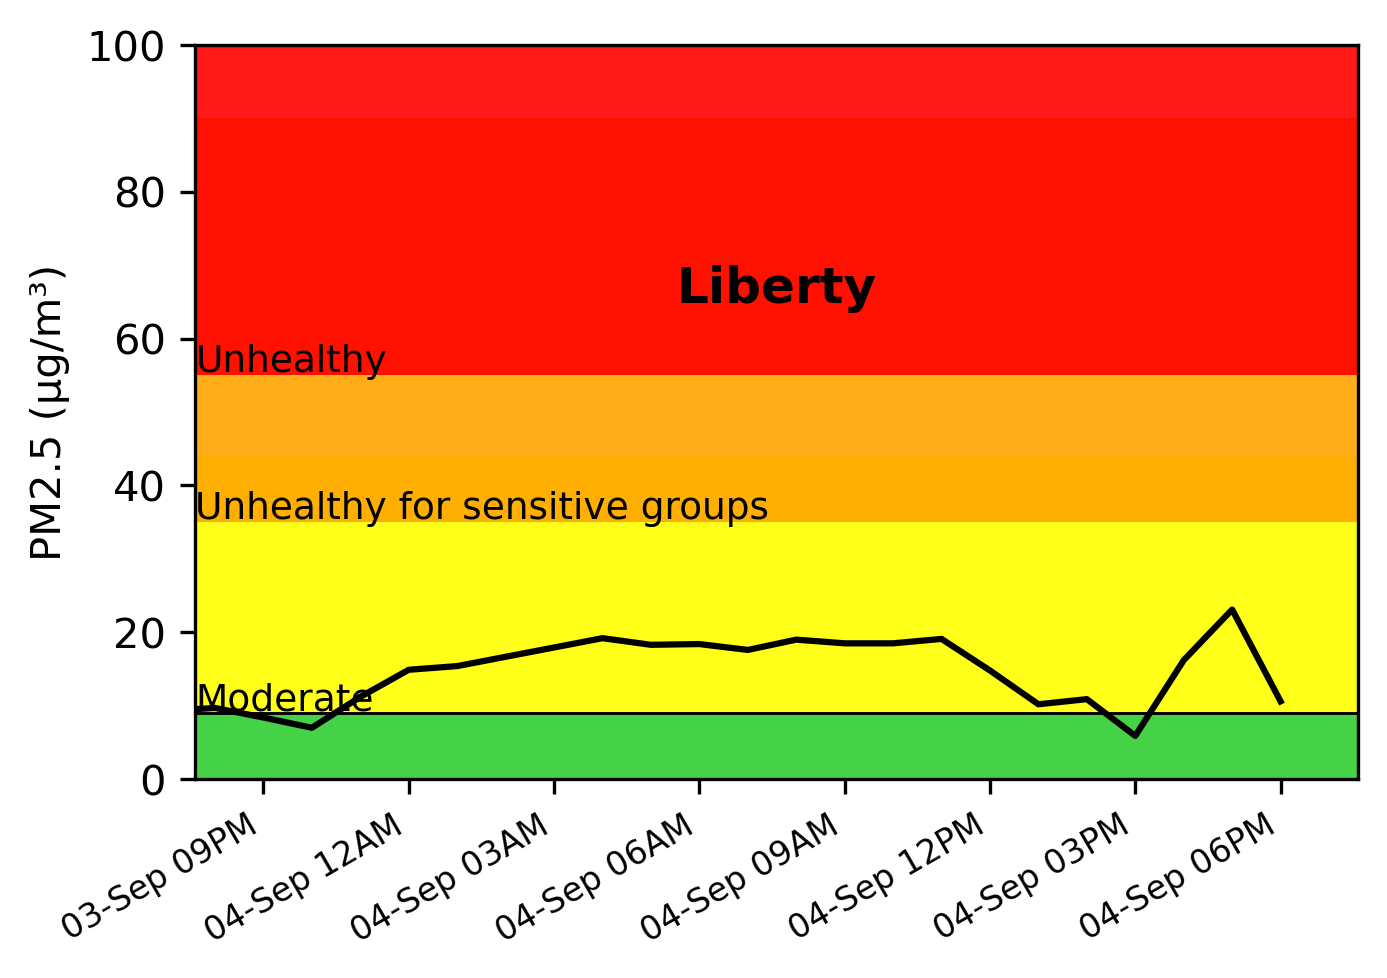 100
80
60
40
20
0
PM2.5 (µg/m³)
Liberty
Unhealthy
Unhealthy for sensitive groups
Moderate
03-Sep 09PM
04-Sep 12AM
04-Sep 03AM
04-Sep 06AM
04-Sep 09AM
04-Sep 12PM
04-Sep 03PM
04-Sep 06PM